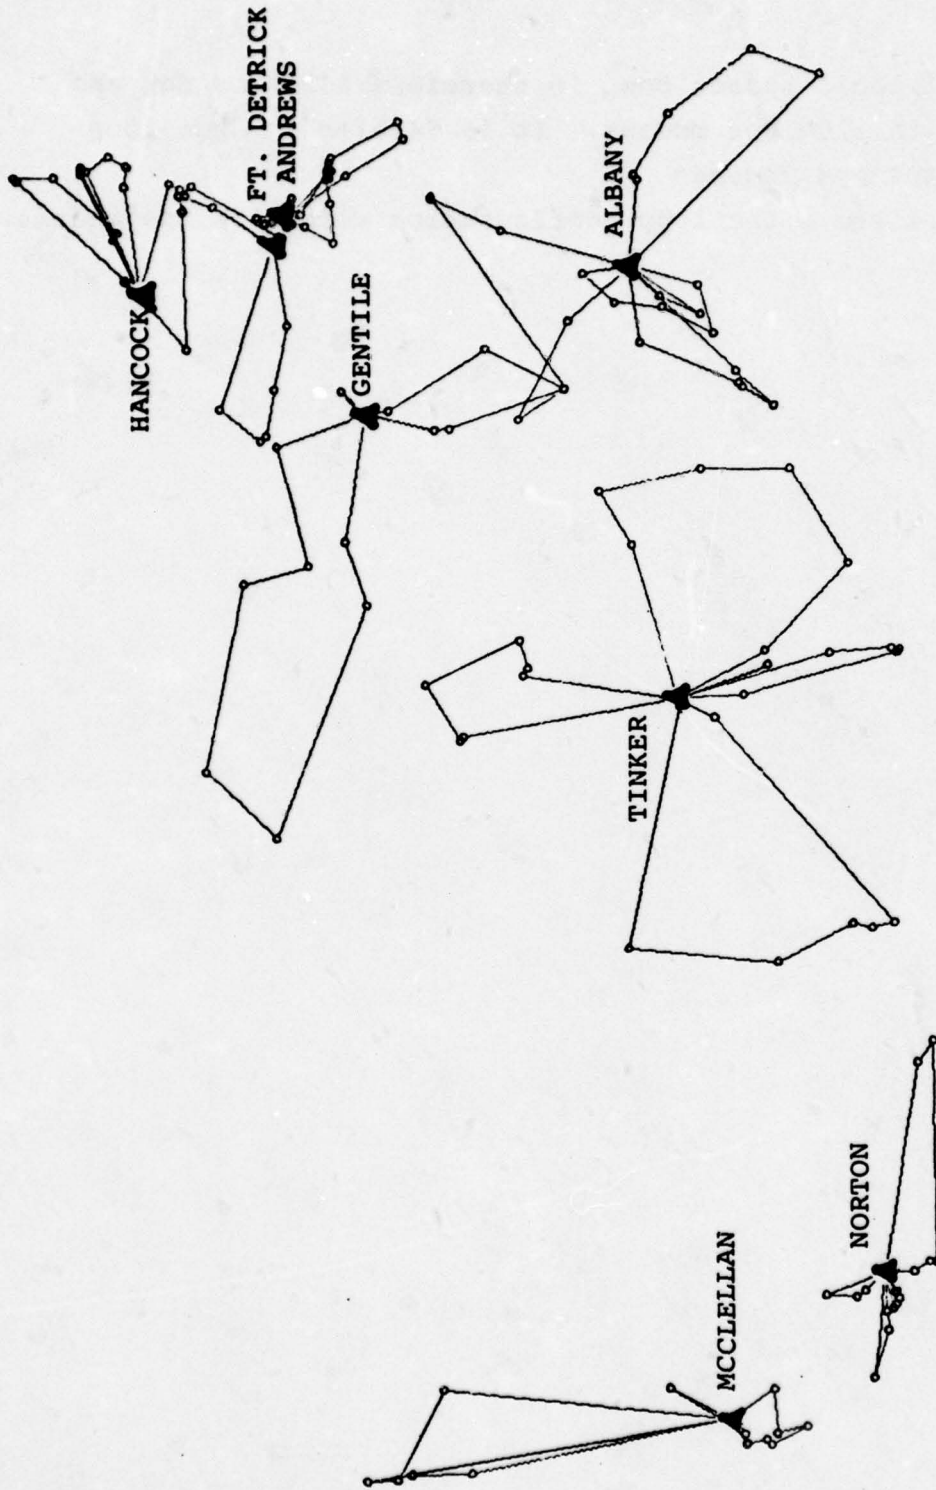 HANCOCK
FT. DETRICK
ANDREWS
GENTILE
ALBANY
TINKER
MCCLELLAN
NORTON